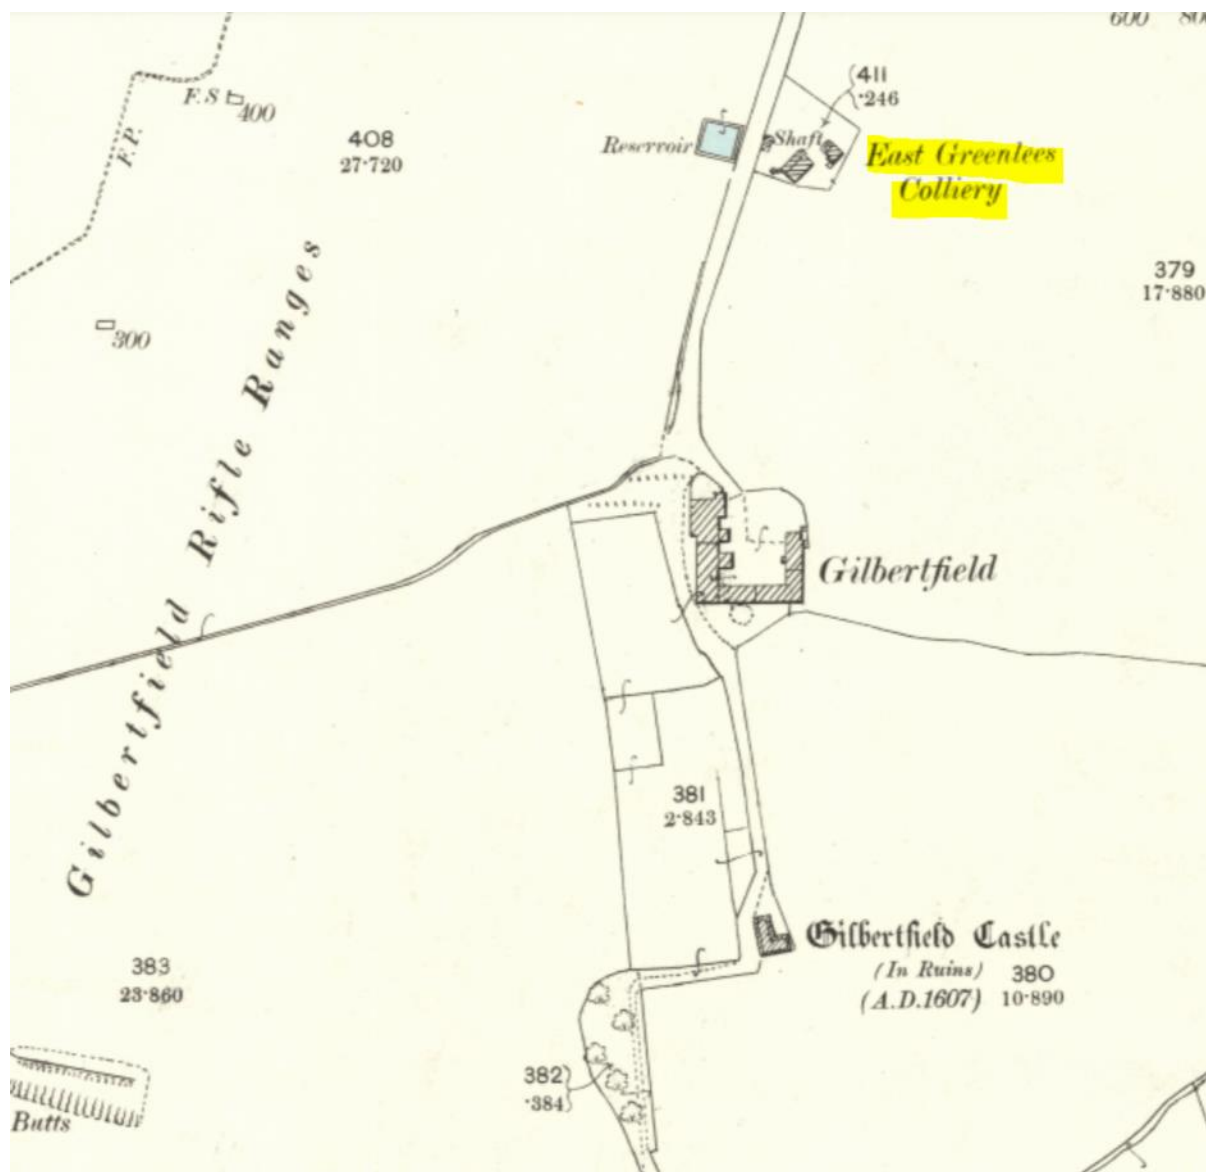 600 800
F.S
400
F.P.
408
27·720
Reservoir
Shaft
411
·246
East Greenlees
Colliery
379
17·880
300
Gilbertfield Rifle Ranges
Gilbertfield
381
2·843
Gilbertfield Castle
(In Ruins)
(A.D.1607)
380
10·890
383
23·860
382
·384
Butts